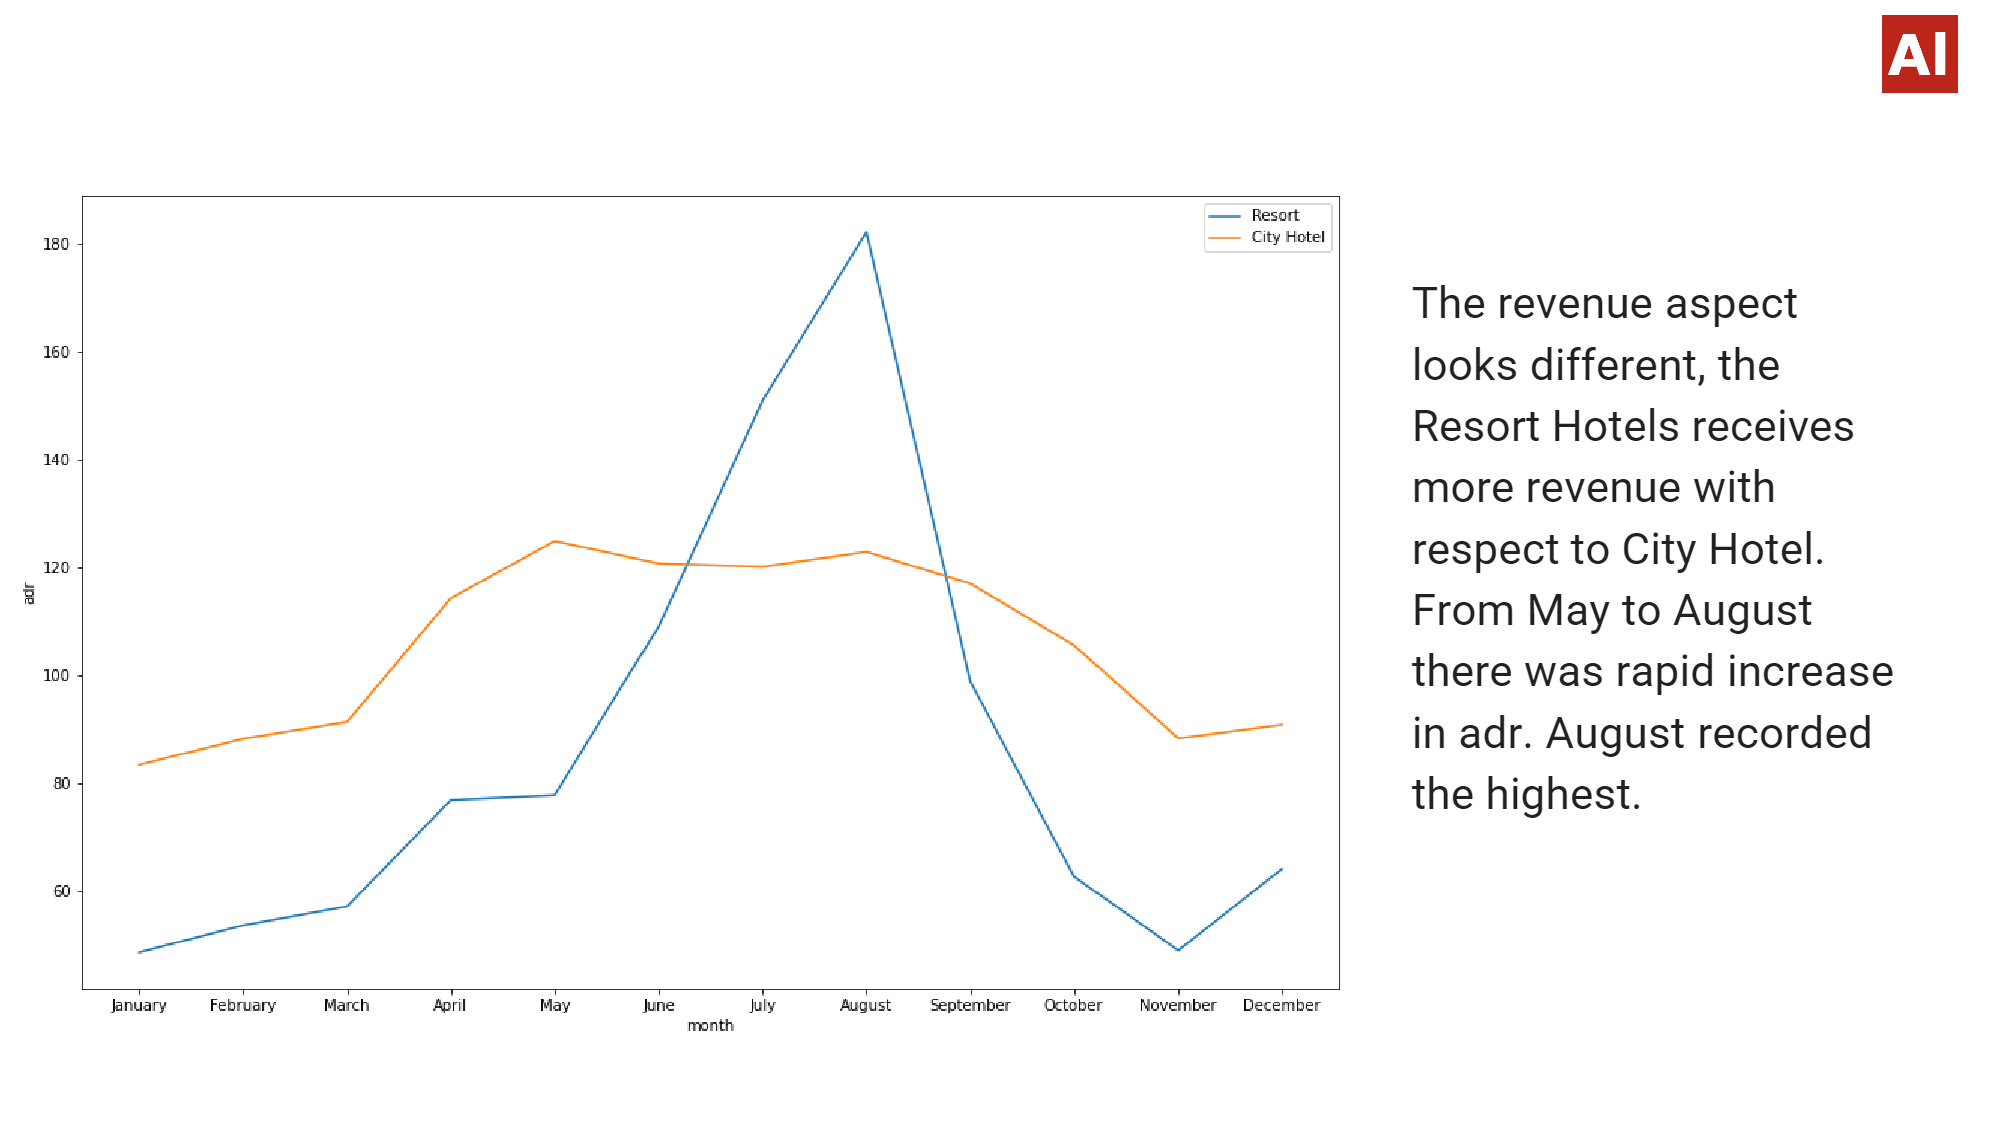 AI
Resort
City Hotel
180
160
140
120
100
80
60
adr
January February March April May June July August September October November December
month
The revenue aspect
looks different, the
Resort Hotels receives
more revenue with
respect to City Hotel.
From May to August
there was rapid increase
in adr. August recorded
the highest.